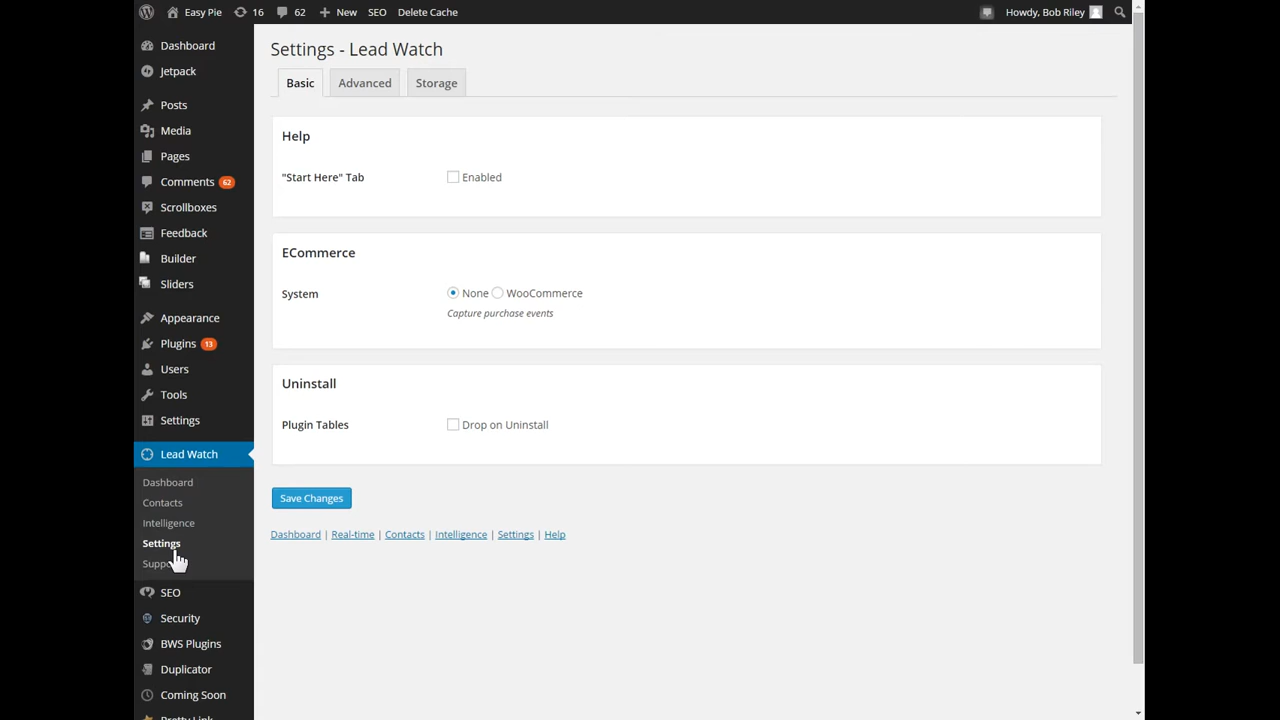 Easy Pie 16 62 New SEO Delete Cache Howdy, Bob Riley
Dashboard
Jetpack
Posts
Media
Pages
Comments 62
Scrollboxes
Feedback
Builder
Sliders
Appearance
Plugins 13
Users
Tools
Settings
Lead Watch
Dashboard
Contacts
Intelligence
Settings
SEO
Security
BWS Plugins
Duplicator
Coming Soon
Pretty Link
Settings - Lead Watch
Basic Advanced Storage
Help
"Start Here" Tab Enabled
ECommerce
System None WooCommerce
Capture purchase events
Uninstall
Plugin Tables Drop on Uninstall
Save Changes
Dashboard | Real-time | Contacts | Intelligence | Settings | Help